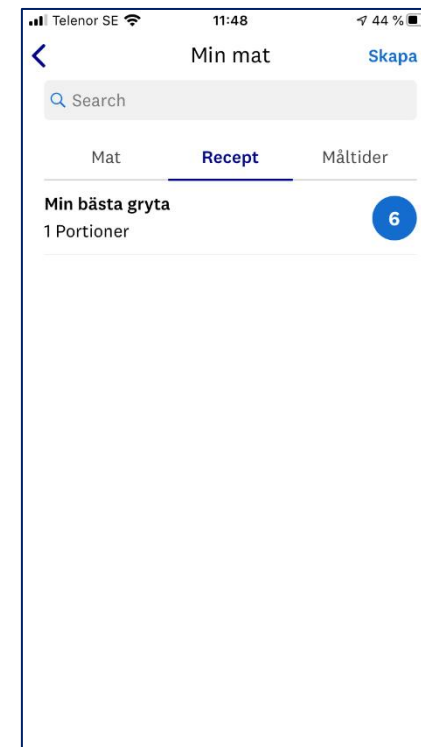 Telenor SE 11:48 44 %
Min mat Skapa
Search
Mat Recept Måltider
Min bästa gryta
1 Portioner
6